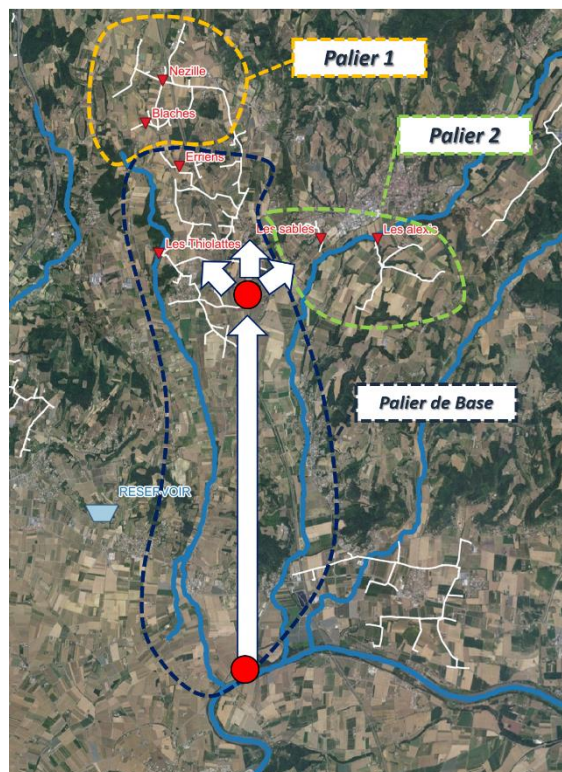 Palier 1
Nezille
Blaches
Palier 2
Erriens
Les sables
Les alexis
Les Thiolattes
Palier de Base
RESERVOIR